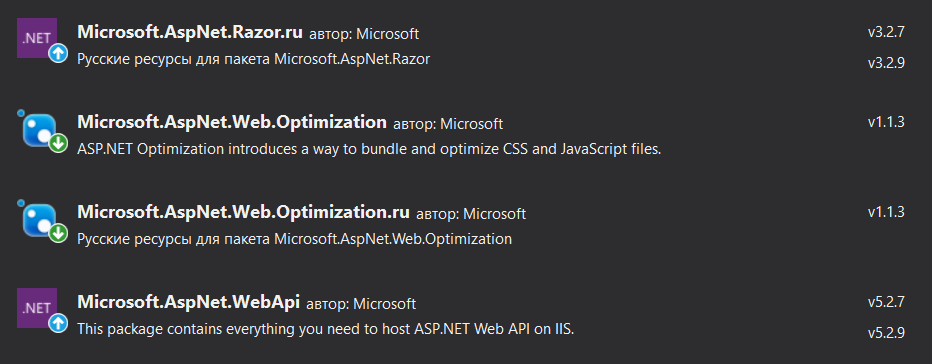 .NET
Microsoft.AspNet.Razor.ru автор: Microsoft v3.2.7
Русские ресурсы для пакета Microsoft.AspNet.Razor v3.2.9
Microsoft.AspNet.Web.Optimization автор: Microsoft v1.1.3
ASP.NET Optimization introduces a way to bundle and optimize CSS and JavaScript files.
Microsoft.AspNet.Web.Optimization.ru автор: Microsoft v1.1.3
Русские ресурсы для пакета Microsoft.AspNet.Web.Optimization
.NET
Microsoft.AspNet.WebApi автор: Microsoft v5.2.7
This package contains everything you need to host ASP.NET Web API on IIS. v5.2.9